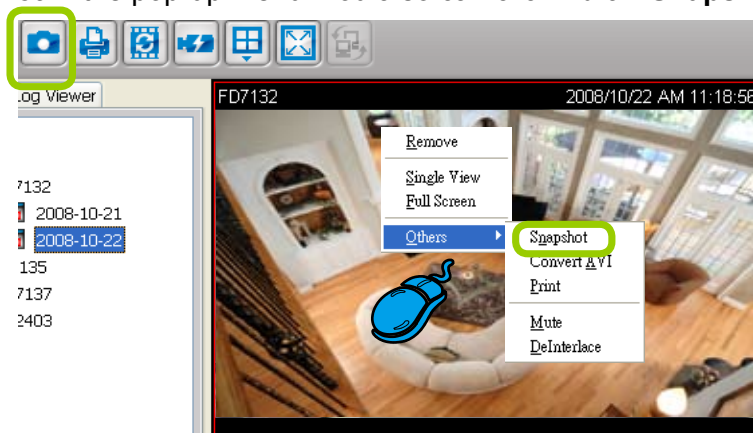 Log Viewer
FD7132 2008/10/22 AM 11:18:58
7132
2008-10-21
2008-10-22
135
7137
2403
Remove
Single View
Full Screen
Others
Snapshot
Convert AVI
Print
Mute
DeInterlace